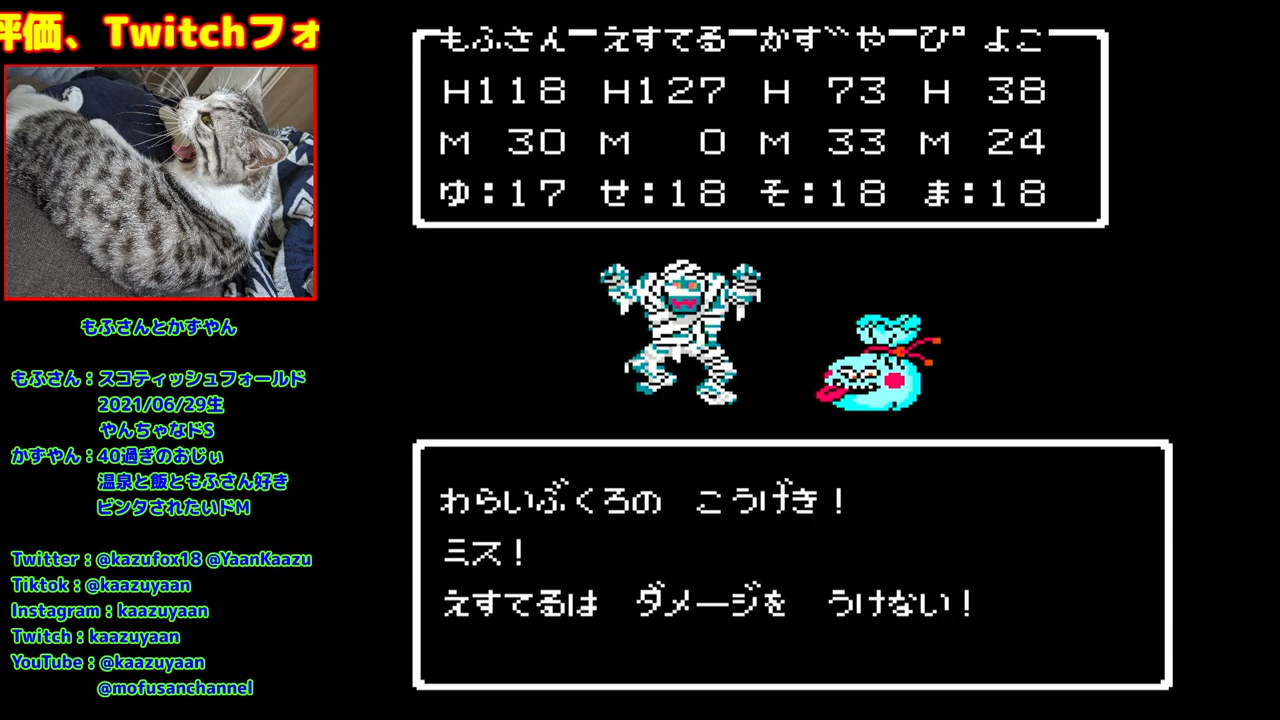 評価、Twitchフォ
もふさんとかずやん
もふさん：スコティッシュフォールド
2021/06/29生
やんちゃなドS
かずやん：40過ぎのおじぃ
温泉と飯ともふさん好き
ビンタされたいドM
Twitter：@kazufox18 @YaanKaazu
Tiktok：@kaazuyaan
Instagram：kaazuyaan
Twitch：kaazuyaan
YouTube：@kaazuyaan
@mofusanchannel
もふさん えすてる かずや ぴよこ
H118 H127 H 73 H 38
M 30 M 0 M 33 M 24
ゆ:17 せ:18 そ:18 ま:18
わらいぶくろの こうげき！
ミス！
えすてるは ダメージを うけない！